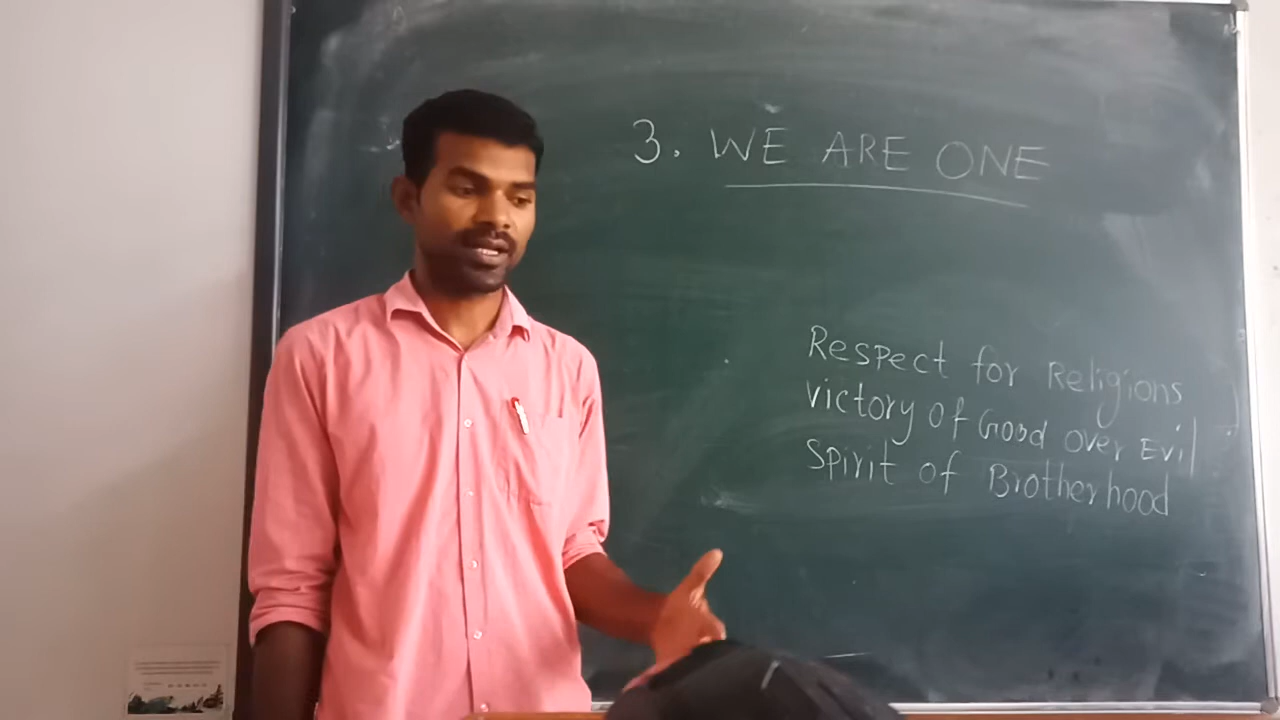 3. WE ARE ONE
Respect for Religions
Victory of Good over Evil
Spirit of Brotherhood